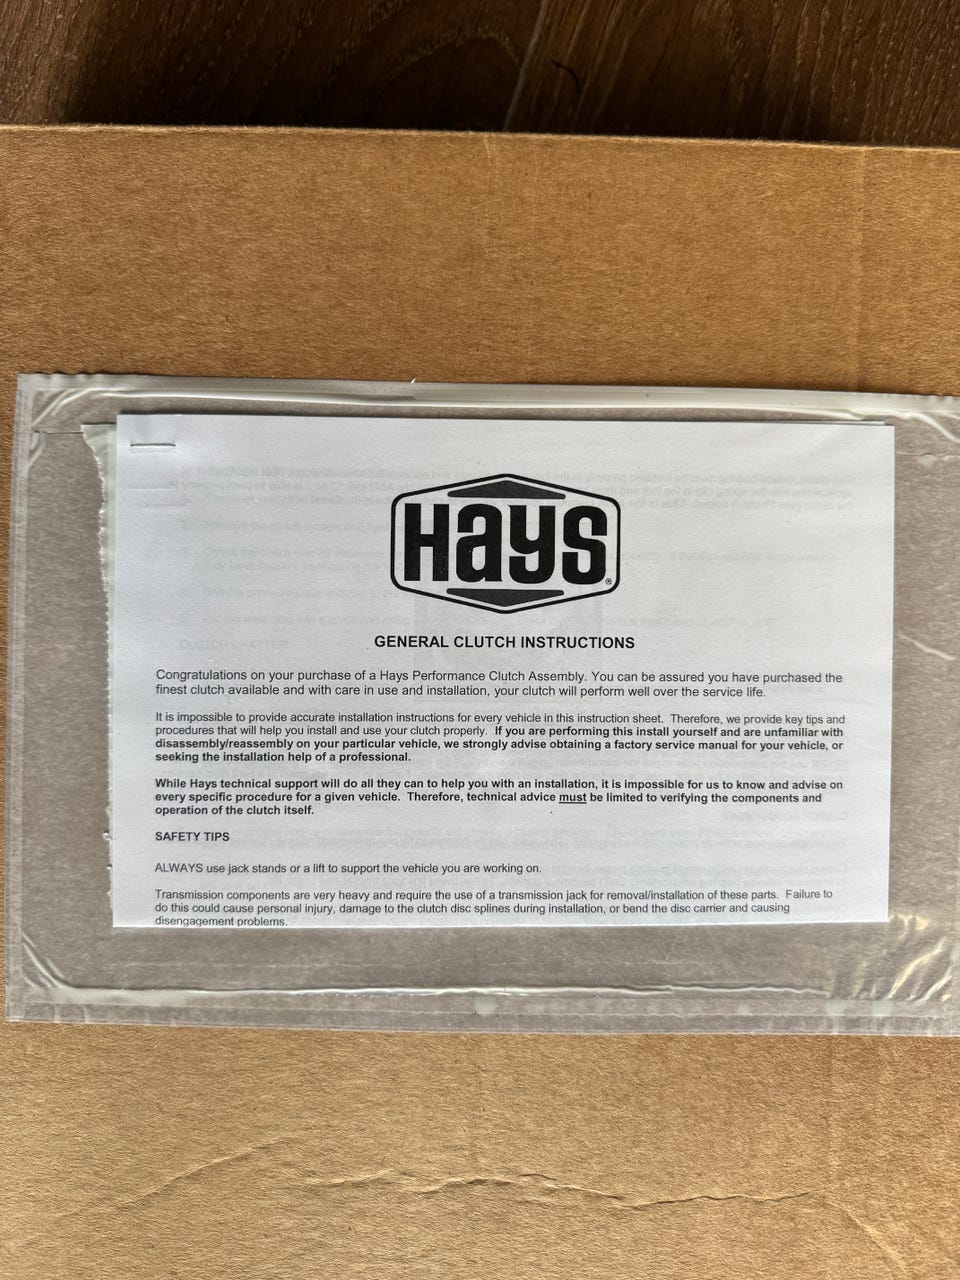 Hays®
GENERAL CLUTCH INSTRUCTIONS
Congratulations on your purchase of a Hays Performance Clutch Assembly. You can be assured you have purchased the
finest clutch available and with care in use and installation, your clutch will perform well over the service life.
It is impossible to provide accurate installation instructions for every vehicle in this instruction sheet. Therefore, we provide key tips and
procedures that will help you install and use your clutch properly. If you are performing this install yourself and are unfamiliar with
disassembly/reassembly on your particular vehicle, we strongly advise obtaining a factory service manual for your vehicle, or
seeking the installation help of a professional.
While Hays technical support will do all they can to help you with an installation, it is impossible for us to know and advise on
every specific procedure for a given vehicle. Therefore, technical advice must be limited to verifying the components and
operation of the clutch itself.
SAFETY TIPS
ALWAYS use jack stands or a lift to support the vehicle you are working on.
Transmission components are very heavy and require the use of a transmission jack for removal/installation of these parts. Failure to
do this could cause personal injury, damage to the clutch disc splines during installation, or bend the disc carrier and causing
disengagement problems.